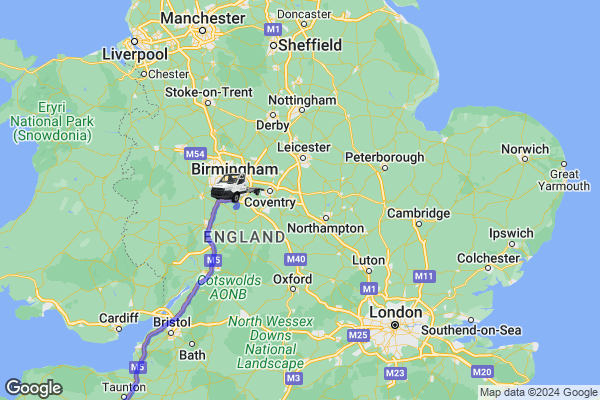 Doncaster
Manchester
M1
Liverpool
Sheffield
Chester
Stoke-on-Trent
Eryri
National Park
(Snowdonia)
Nottingham
Derby
M54
Leicester
Peterborough
Norwich
Birmingham
Great
Yarmouth
Coventry
Cambridge
Northampton
ENGLAND
Ipswich
M5
M40
Luton
Colchester
Cotswolds
AONB
Oxford
M11
M1
Cardiff
Bristol
North Wessex
Downs
National
Landscape
London
Southend-on-Sea
M25
Bath
M5
M20
Taunton
M3
M23
Google
Map data ©2024 Google